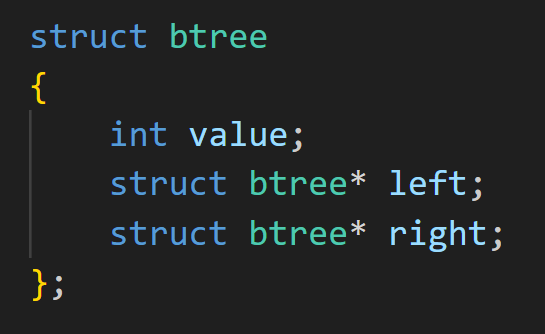 struct btree
{
    int value;
    struct btree* left;
    struct btree* right;
};